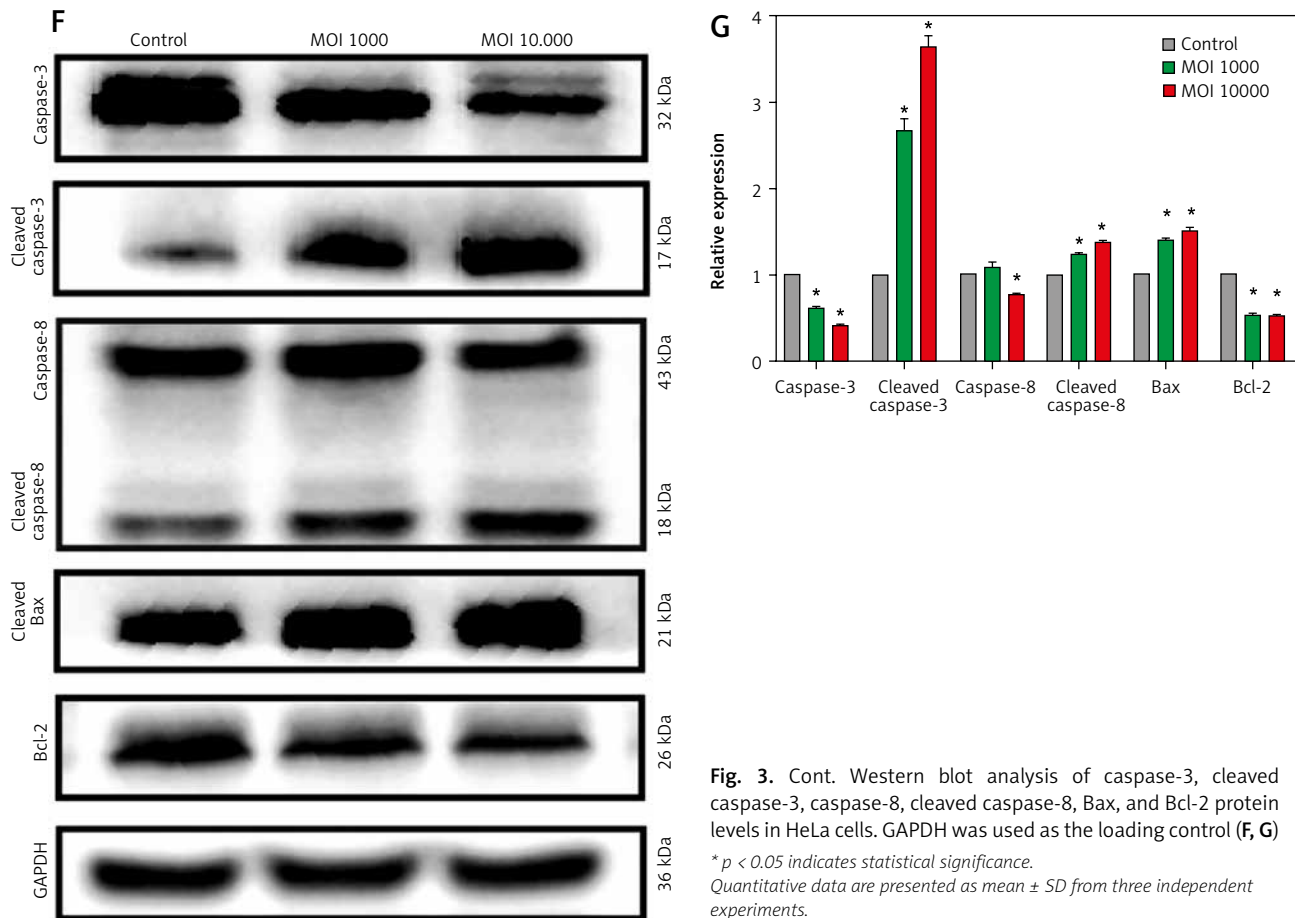 F
Control MOI 1000 MOI 10.000
Caspase-3
32 kDa
Cleaved
caspase-3
17 kDa
Caspase-8
43 kDa
Cleaved
caspase-8
18 kDa
Cleaved
Bax
21 kDa
Bcl-2
26 kDa
GAPDH
36 kDa
G
Relative expression
4
3
2
1
0
* * * * * * * * * * *
Control
MOI 1000
MOI 10000
Caspase-3 Cleaved caspase-3 Caspase-8 Cleaved caspase-8 Bax Bcl-2
Fig. 3. Cont. Western blot analysis of caspase-3, cleaved
caspase-3, caspase-8, cleaved caspase-8, Bax, and Bcl-2 protein
levels in HeLa cells. GAPDH was used as the loading control (F, G)
* p < 0.05 indicates statistical significance.
Quantitative data are presented as mean ± SD from three independent
experiments.